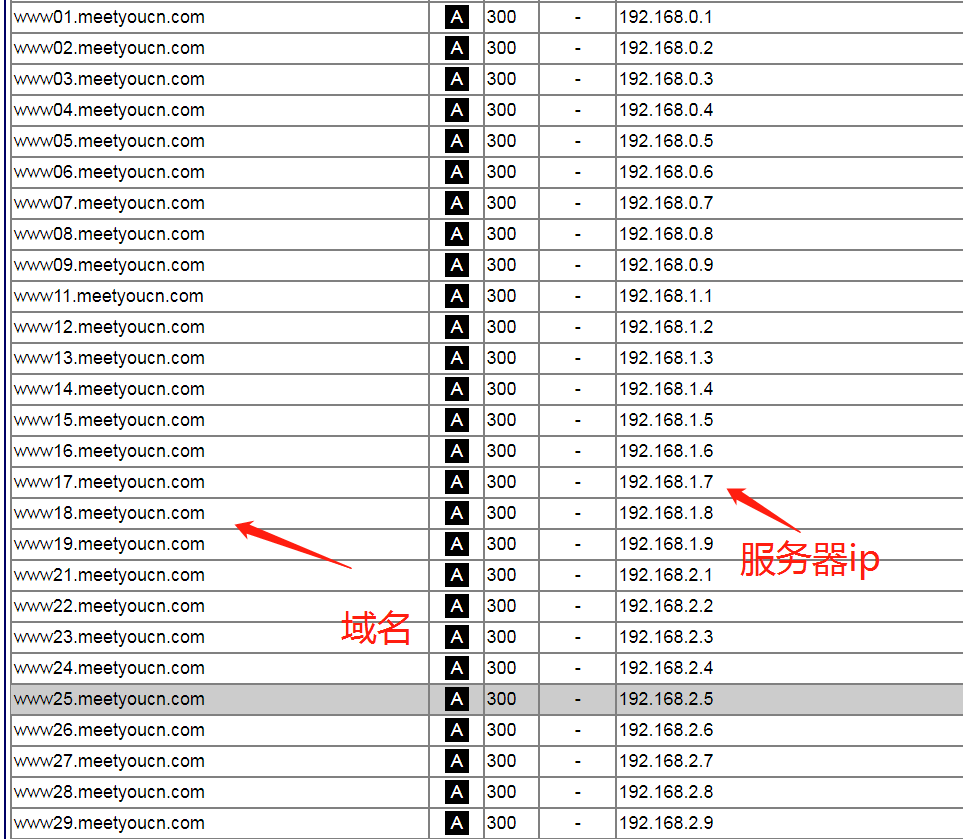 www01.meetyoucn.com A 300 - 192.168.0.1
www02.meetyoucn.com A 300 - 192.168.0.2
www03.meetyoucn.com A 300 - 192.168.0.3
www04.meetyoucn.com A 300 - 192.168.0.4
www05.meetyoucn.com A 300 - 192.168.0.5
www06.meetyoucn.com A 300 - 192.168.0.6
www07.meetyoucn.com A 300 - 192.168.0.7
www08.meetyoucn.com A 300 - 192.168.0.8
www09.meetyoucn.com A 300 - 192.168.0.9
www11.meetyoucn.com A 300 - 192.168.1.1
www12.meetyoucn.com A 300 - 192.168.1.2
www13.meetyoucn.com A 300 - 192.168.1.3
www14.meetyoucn.com A 300 - 192.168.1.4
www15.meetyoucn.com A 300 - 192.168.1.5
www16.meetyoucn.com A 300 - 192.168.1.6
www17.meetyoucn.com A 300 - 192.168.1.7
www18.meetyoucn.com A 300 - 192.168.1.8
www19.meetyoucn.com A 300 - 192.168.1.9
服务器ip
www21.meetyoucn.com A 300 - 192.168.2.1
www22.meetyoucn.com A 300 - 192.168.2.2
域名
www23.meetyoucn.com A 300 - 192.168.2.3
www24.meetyoucn.com A 300 - 192.168.2.4
www25.meetyoucn.com A 300 - 192.168.2.5
www26.meetyoucn.com A 300 - 192.168.2.6
www27.meetyoucn.com A 300 - 192.168.2.7
www28.meetyoucn.com A 300 - 192.168.2.8
www29.meetyoucn.com A 300 - 192.168.2.9